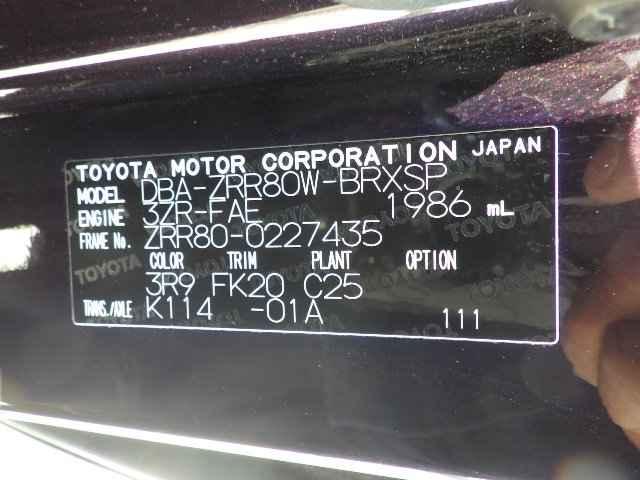 TOYOTA MOTOR CORPORATION JAPAN
MODEL DBA-ZRR80W-BRXSP
ENGINE 3ZR-FAE 1986 mL
FRAME No. ZRR80-0227435
COLOR TRIM PLANT OPTION
3R9 FK20 C25
TRANS./AXLE K114 -01A 111